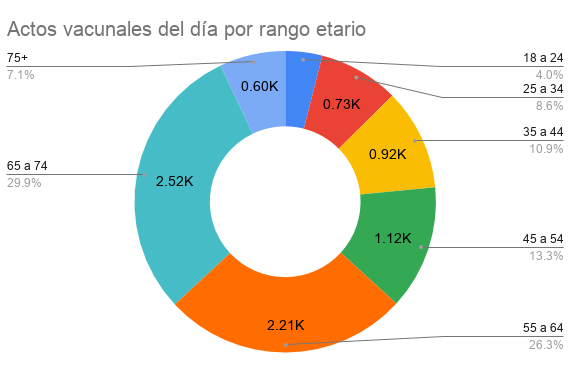 Actos vacunales del día por rango etario
75+
7.1%
18 a 24
4.0%
25 a 34
8.6%
0.60K
0.73K
35 a 44
10.9%
0.92K
65 a 74
29.9%
2.52K
1.12K
45 a 54
13.3%
2.21K
55 a 64
26.3%